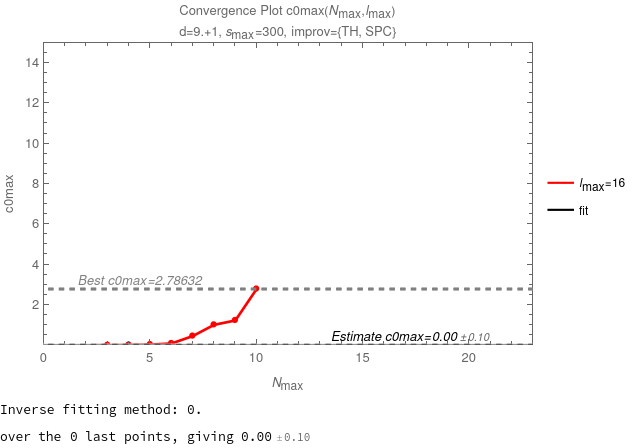 Convergence Plot c0max(Nmax,lmax)
d=9.+1, smax=300, improv={TH, SPC}
14
12
10
8
6
4
2
c0max
Best c0max=2.78632
Estimate c0max=0.00 ±0.10
0 5 10 15 20
Nmax
lmax=16
fit
Inverse fitting method: 0.
over the 0 last points, giving 0.00 ±0.10